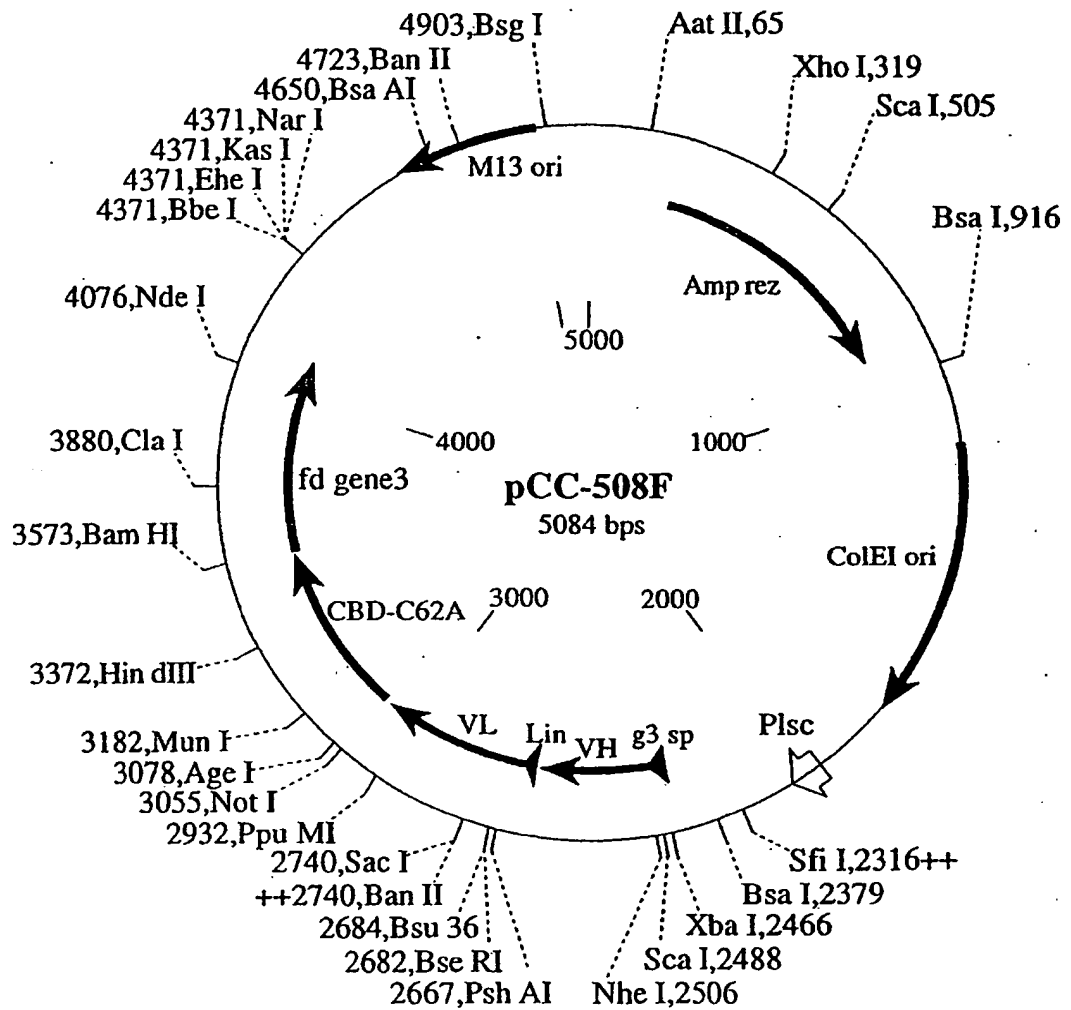 4903,Bsg I
Aat II,65
4723,Ban II
4650,Bsa AI
Xho I,319
Sca I,505
4371,Nar I
4371,Kas I
4371,Ehe I
4371,Bbe I
M13 ori
Bsa I,916
Amp rez
4076,Nde I
5000
3880,Cla I
4000
1000
fd gene3
pCC-508F
5084 bps
3573,Bam HI
ColEI ori
CBD-C62A
3000
2000
3372,Hin dIII
VL
Lin
VH
g3 sp
Plsc
3182,Mun I
3078,Age I
3055,Not I
2932,Ppu MI
2740,Sac I
Sfi I,2316++
++2740,Ban II
Bsa I,2379
2684,Bsu 36
Xba I,2466
2682,Bse RI
Sca I,2488
2667,Psh AI
Nhe I,2506